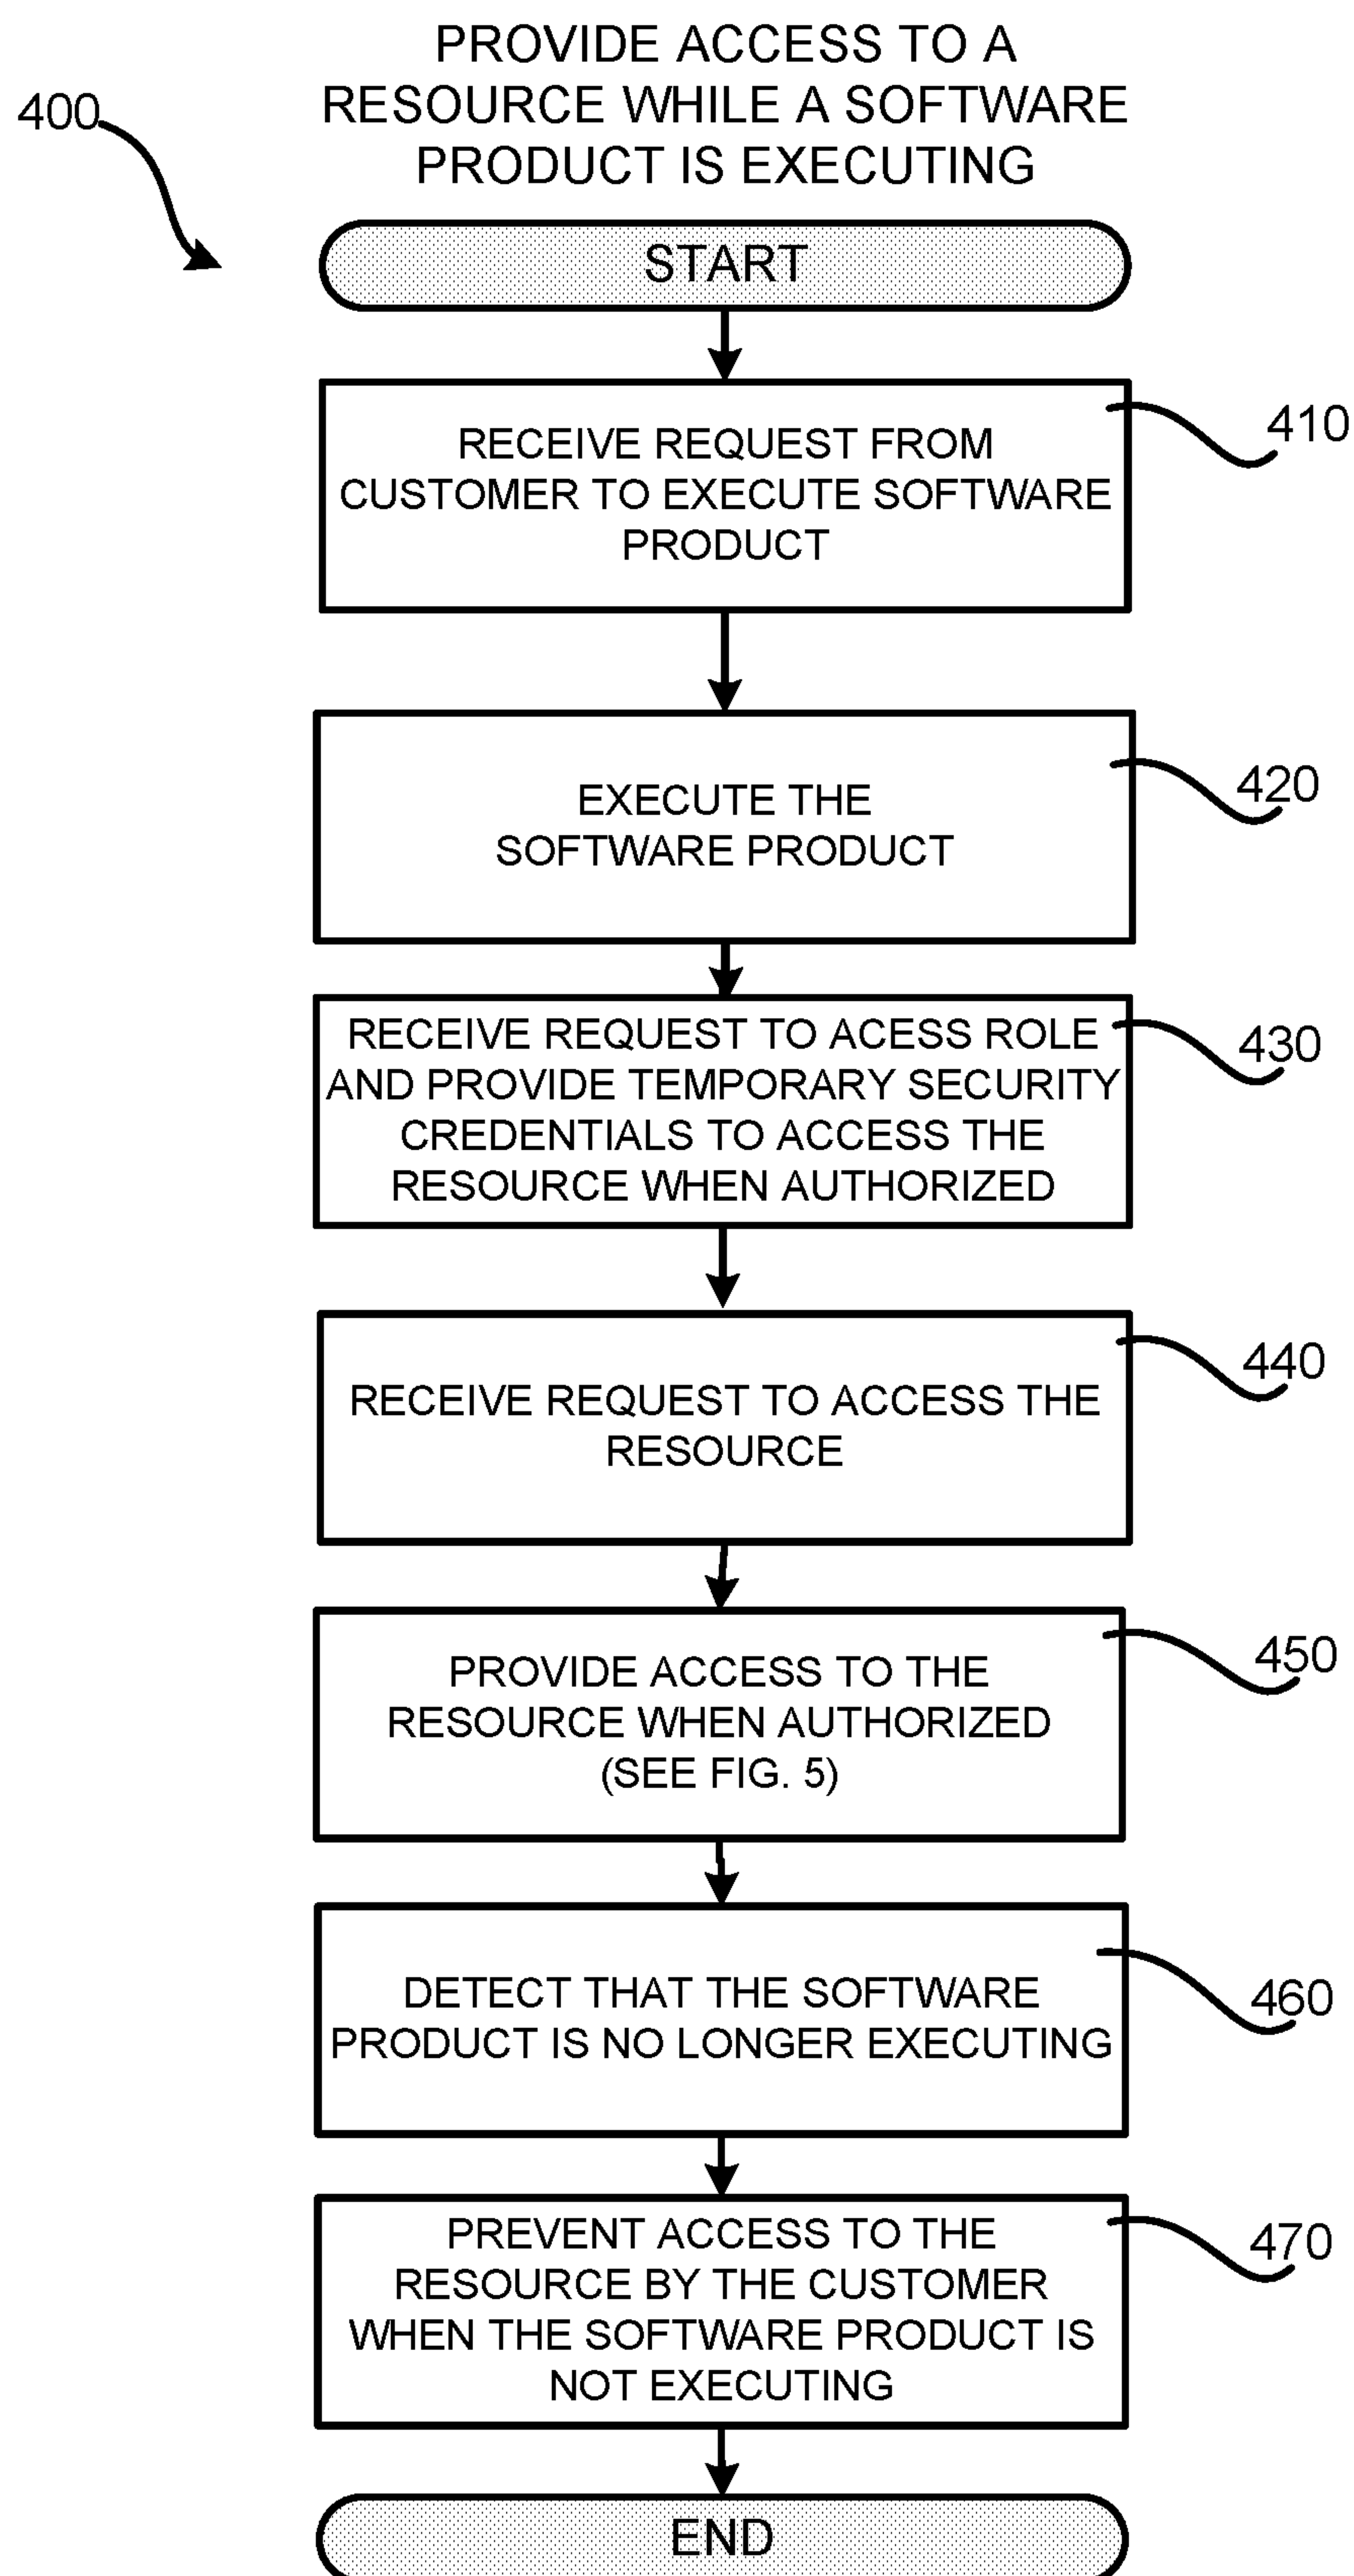 PROVIDE ACCESS TO A
RESOURCE WHILE A SOFTWARE
PRODUCT IS EXECUTING
400
START
RECEIVE REQUEST FROM
CUSTOMER TO EXECUTE SOFTWARE
PRODUCT
410
EXECUTE THE
SOFTWARE PRODUCT
420
RECEIVE REQUEST TO ACESS ROLE
AND PROVIDE TEMPORARY SECURITY
CREDENTIALS TO ACCESS THE
RESOURCE WHEN AUTHORIZED
430
RECEIVE REQUEST TO ACCESS THE
RESOURCE
440
PROVIDE ACCESS TO THE
RESOURCE WHEN AUTHORIZED
(SEE FIG. 5)
450
DETECT THAT THE SOFTWARE
PRODUCT IS NO LONGER EXECUTING
460
PREVENT ACCESS TO THE
RESOURCE BY THE CUSTOMER
WHEN THE SOFTWARE PRODUCT IS
NOT EXECUTING
470
END